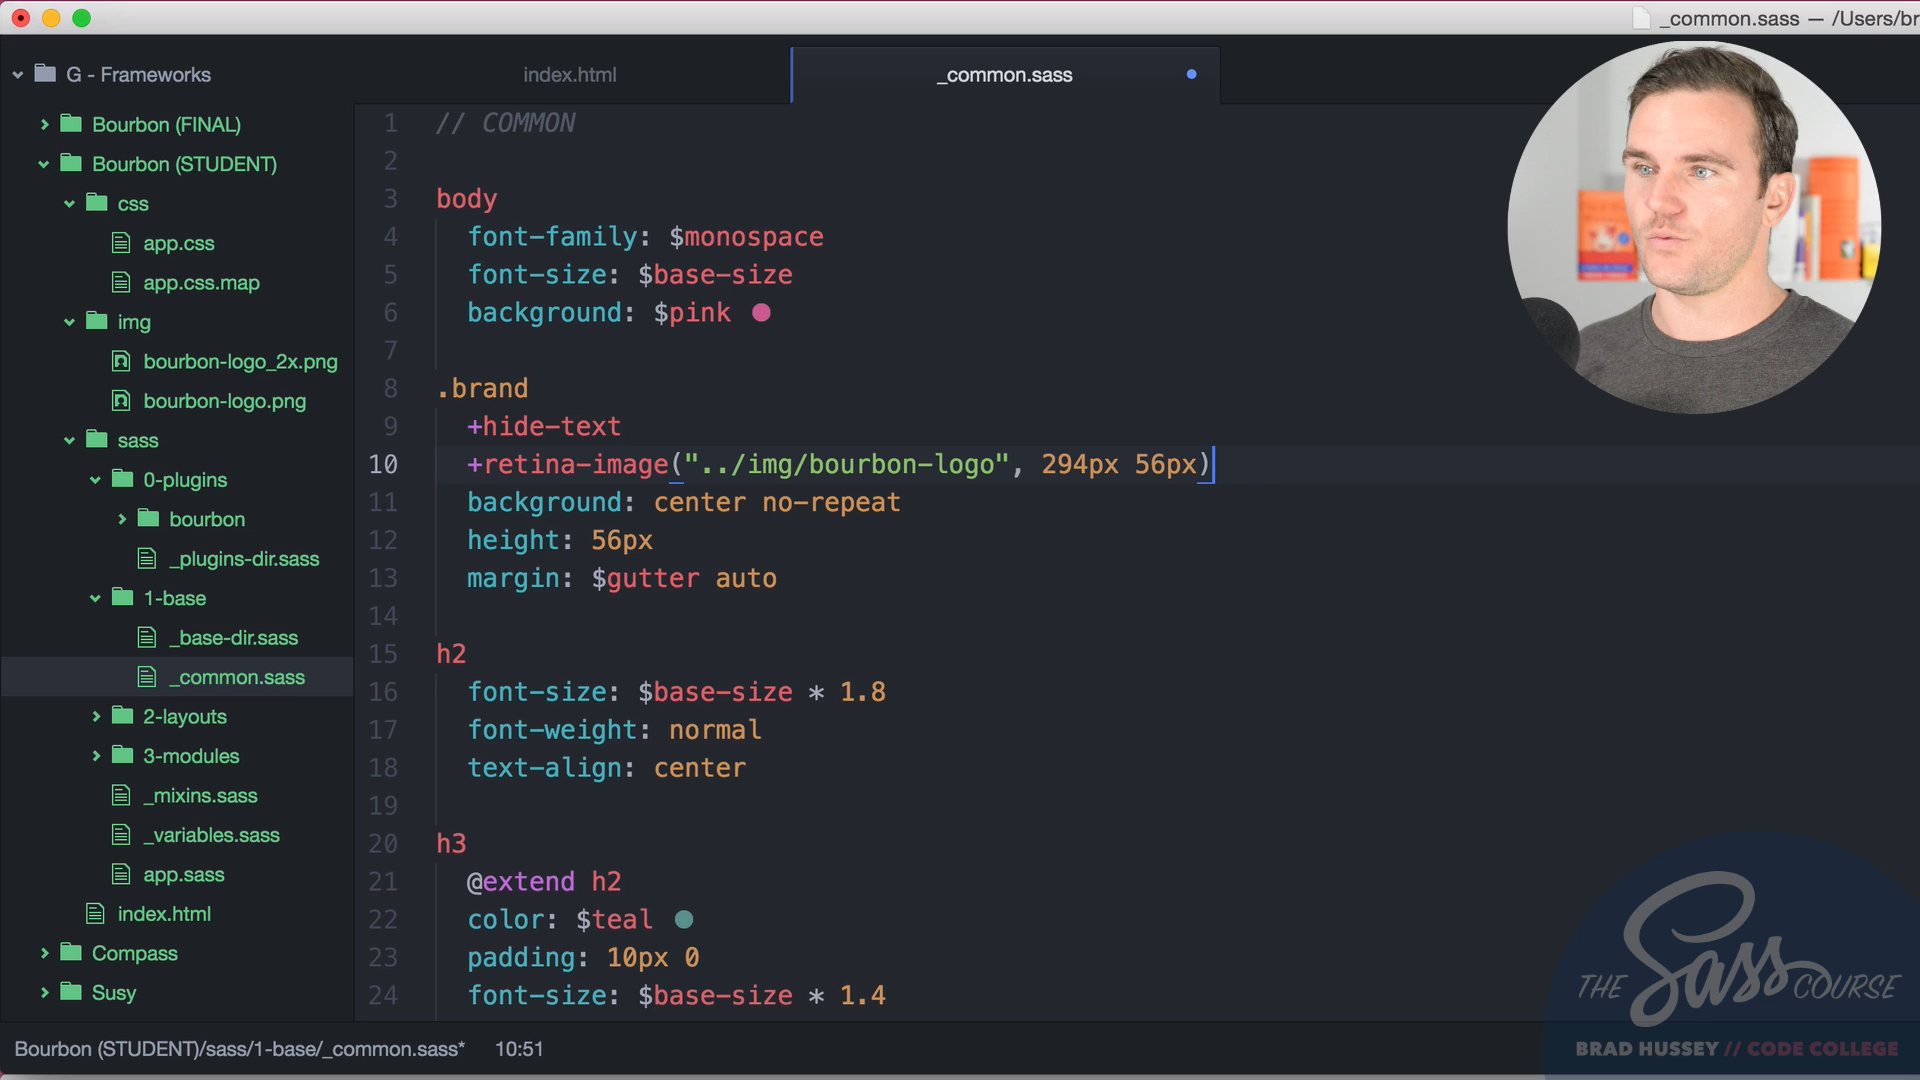 _common.sass — /Users/br
G - Frameworks
index.html
_common.sass
Bourbon (FINAL)
Bourbon (STUDENT)
css
app.css
app.css.map
img
bourbon-logo_2x.png
bourbon-logo.png
sass
0-plugins
bourbon
_plugins-dir.sass
1-base
_base-dir.sass
_common.sass
2-layouts
3-modules
_mixins.sass
_variables.sass
app.sass
index.html
Compass
Susy
1 // COMMON
2
3 body
4 font-family: $monospace
5 font-size: $base-size
6 background: $pink
7
8 .brand
9 +hide-text
10 +retina-image("../img/bourbon-logo", 294px 56px)
11 background: center no-repeat
12 height: 56px
13 margin: $gutter auto
14
15 h2
16 font-size: $base-size * 1.8
17 font-weight: normal
18 text-align: center
19
20 h3
21 @extend h2
22 color: $teal
23 padding: 10px 0
24 font-size: $base-size * 1.4
THE Sass COURSE
BRAD HUSSEY // CODE COLLEGE
Bourbon (STUDENT)/sass/1-base/_common.sass* 10:51